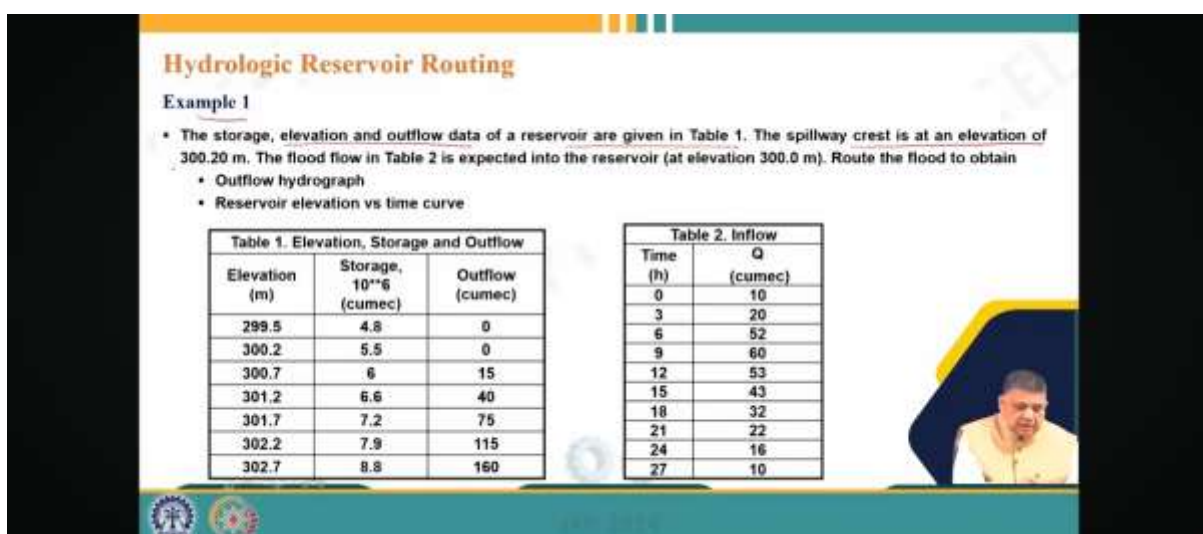 Hydrologic Reservoir Routing
Example 1
• The storage, elevation and outflow data of a reservoir are given in Table 1. The spillway crest is at an elevation of
300.20 m. The flood flow in Table 2 is expected into the reservoir (at elevation 300.0 m). Route the flood to obtain
• Outflow hydrograph
• Reservoir elevation vs time curve
Table 1. Elevation, Storage and Outflow
Elevation (m) Storage, 10**6 (cumec) Outflow (cumec)
299.5 4.8 0
300.2 5.5 0
300.7 6 15
301.2 6.6 40
301.7 7.2 75
302.2 7.9 115
302.7 8.8 160
Table 2. Inflow
Time (h) Q (cumec)
0 10
3 20
6 52
9 60
12 53
15 43
18 32
21 22
24 16
27 10